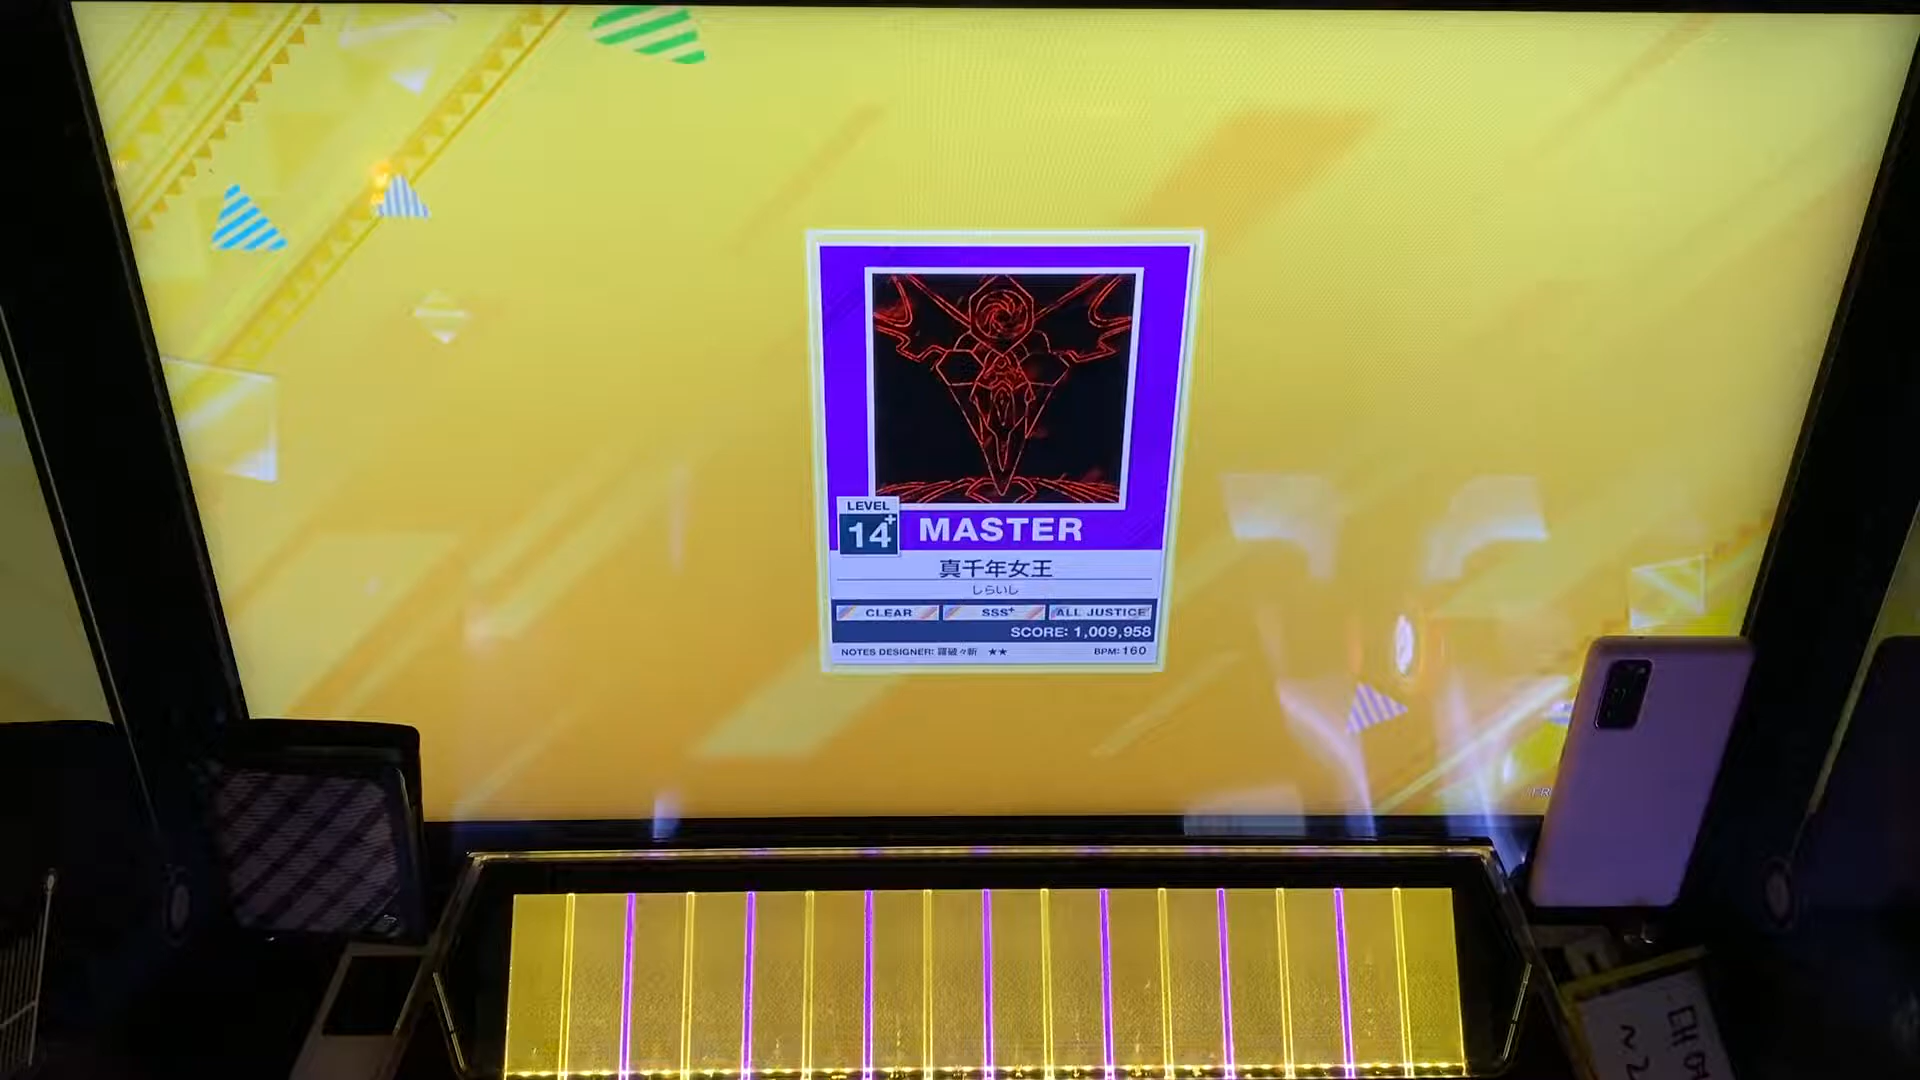 LEVEL
14+ MASTER
真千年女王
しらいし
CLEAR SSS+ ALL JUSTICE
SCORE: 1,009,958
NOTES DESIGNER: 羅破々斬 ★★ BPM: 160